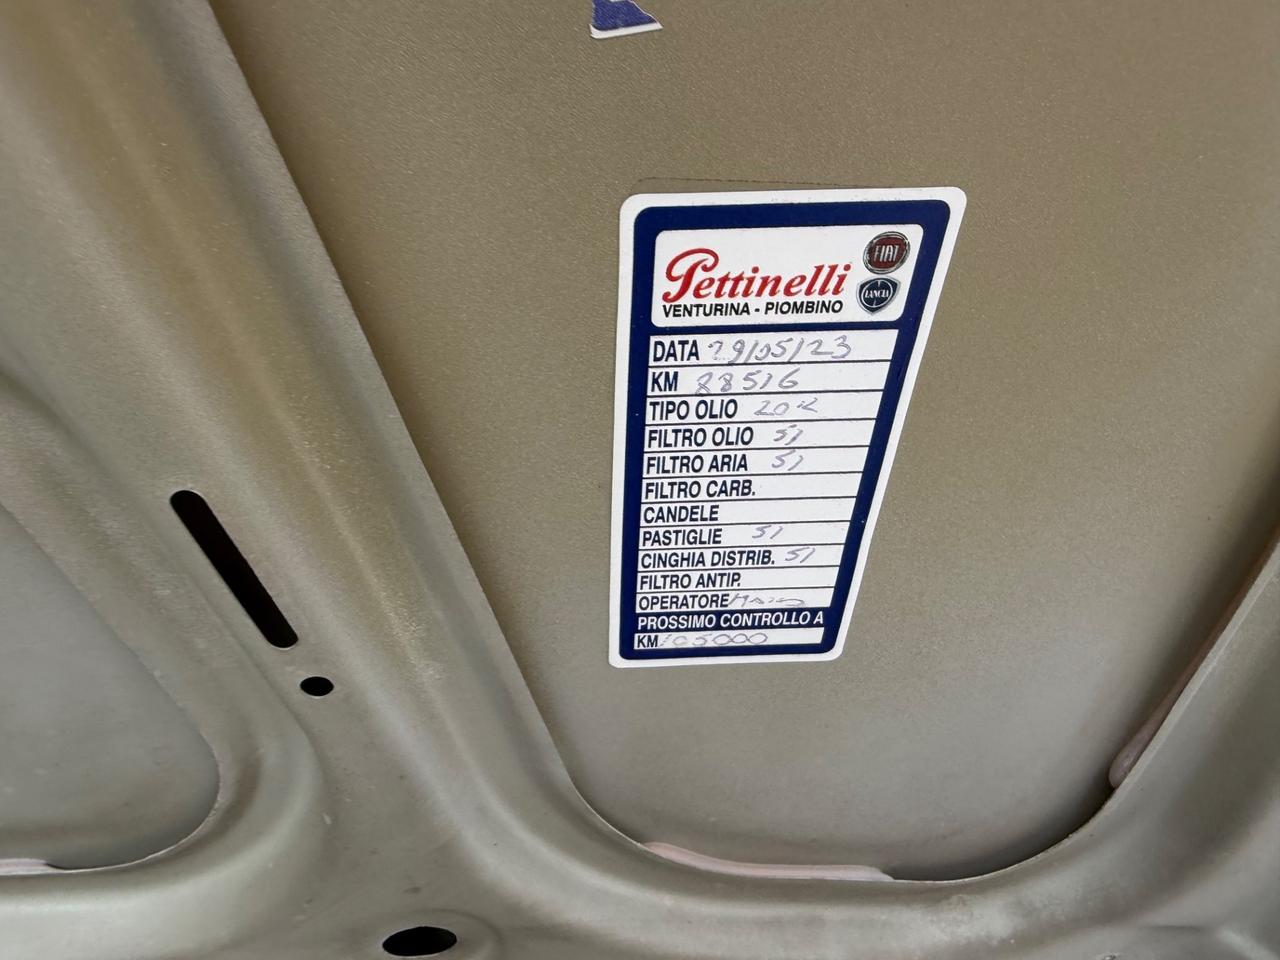 Pettinelli
FIAT
LANCIA
VENTURINA - PIOMBINO
DATA 29/05/23
KM 88516
TIPO OLIO
FILTRO OLIO SI
FILTRO ARIA SI
FILTRO CARB.
CANDELE
PASTIGLIE SI
CINGHIA DISTRIB. SI
FILTRO ANTIP.
OPERATORE
PROSSIMO CONTROLLO A
KM 105000